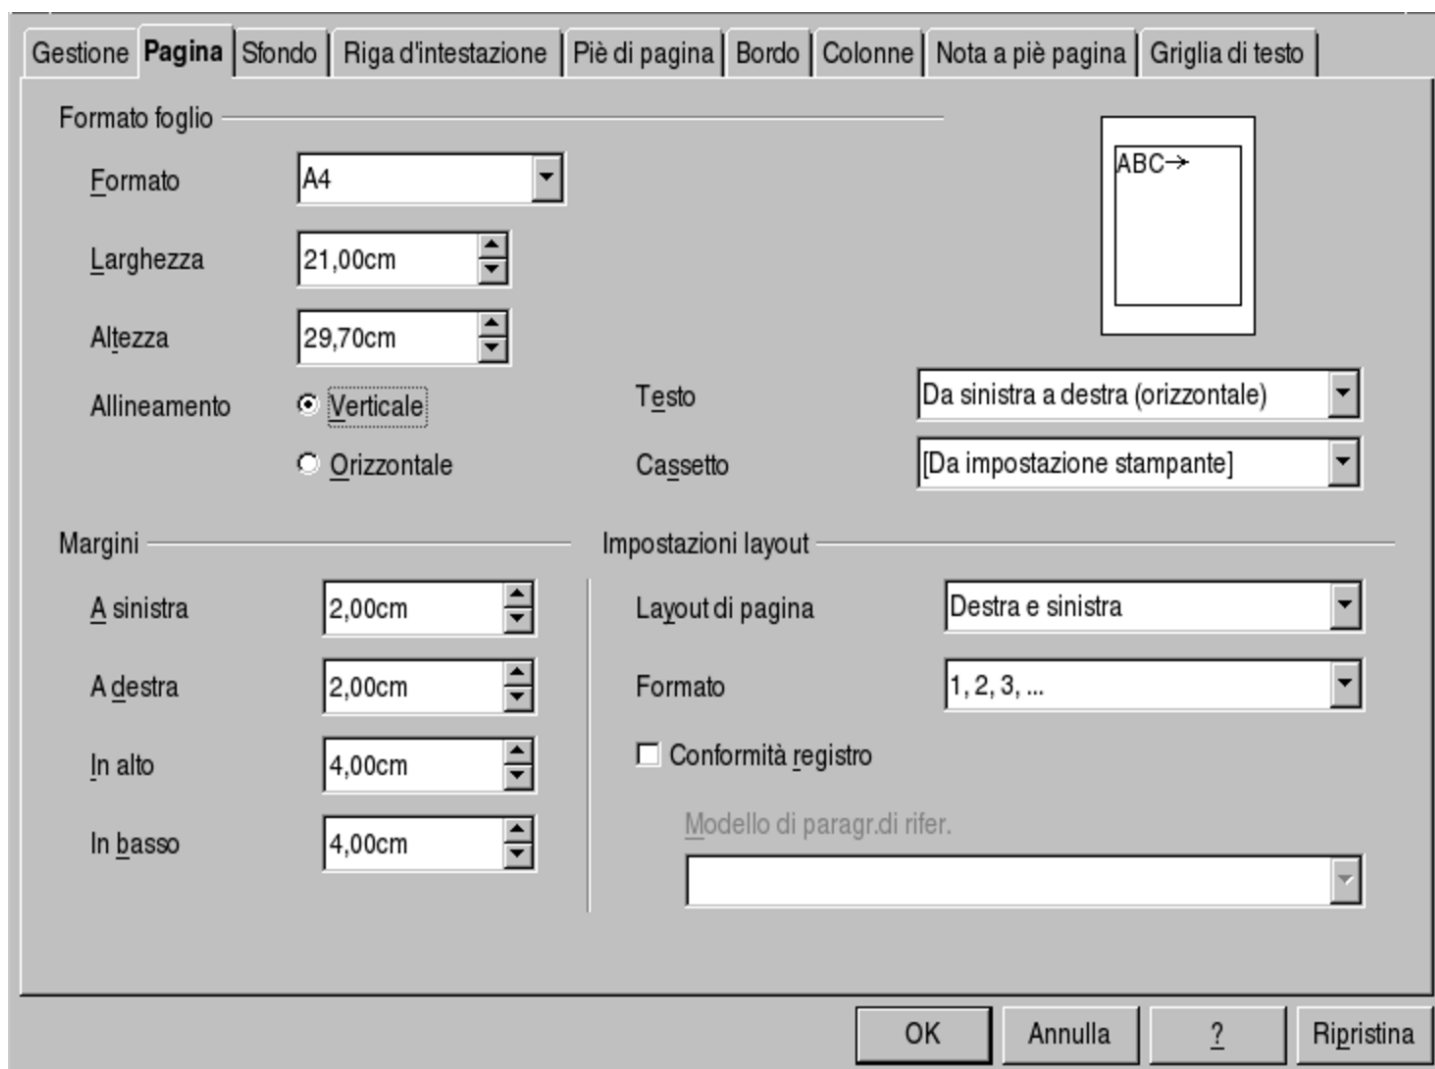 Gestione Pagina Sfondo Riga d'intestazione Piè di pagina Bordo Colonne Nota a piè pagina Griglia di testo
Formato foglio
Formato A4
Larghezza 21,00cm
Altezza 29,70cm
Allineamento Verticale
Orizzontale
ABC→
Testo Da sinistra a destra (orizzontale)
Cassetto [Da impostazione stampante]
Margini
A sinistra 2,00cm
A destra 2,00cm
In alto 4,00cm
In basso 4,00cm
Impostazioni layout
Layout di pagina Destra e sinistra
Formato 1, 2, 3, ...
Conformità registro
Modello di paragr.di rifer.
OK Annulla ? Ripristina